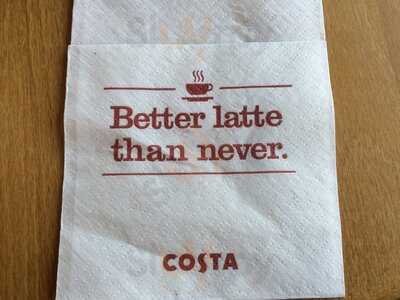 Better latte
than never.
COSTA